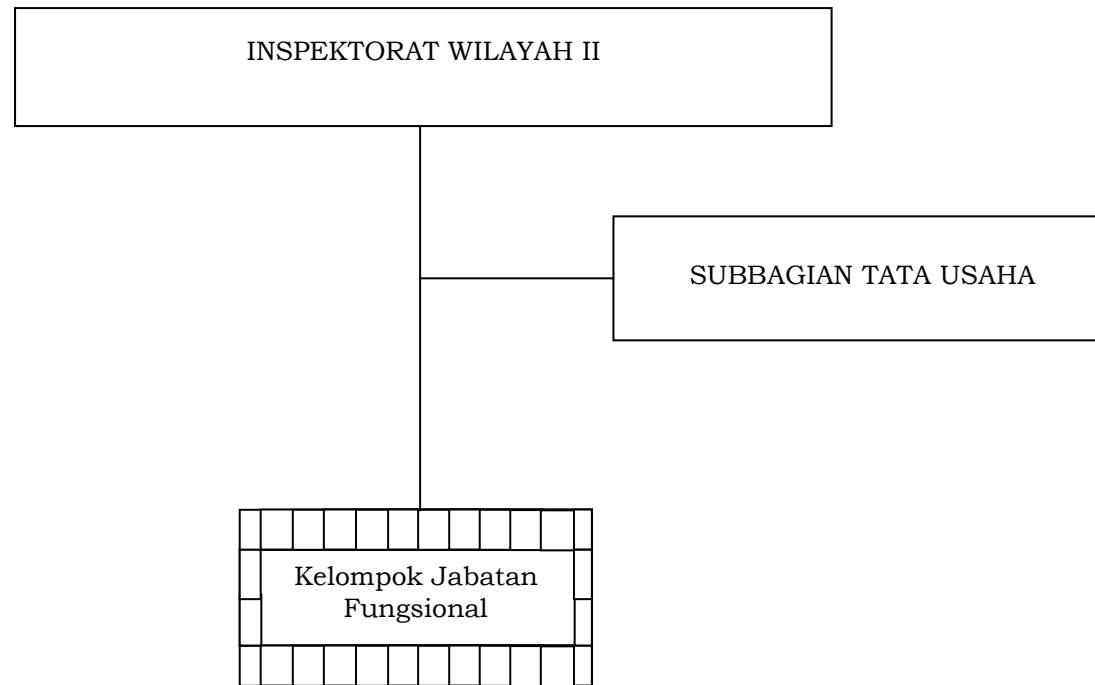 INSPEKTORAT WILAYAH II
SUBBAGIAN TATA USAHA
Kelompok Jabatan
Fungsional